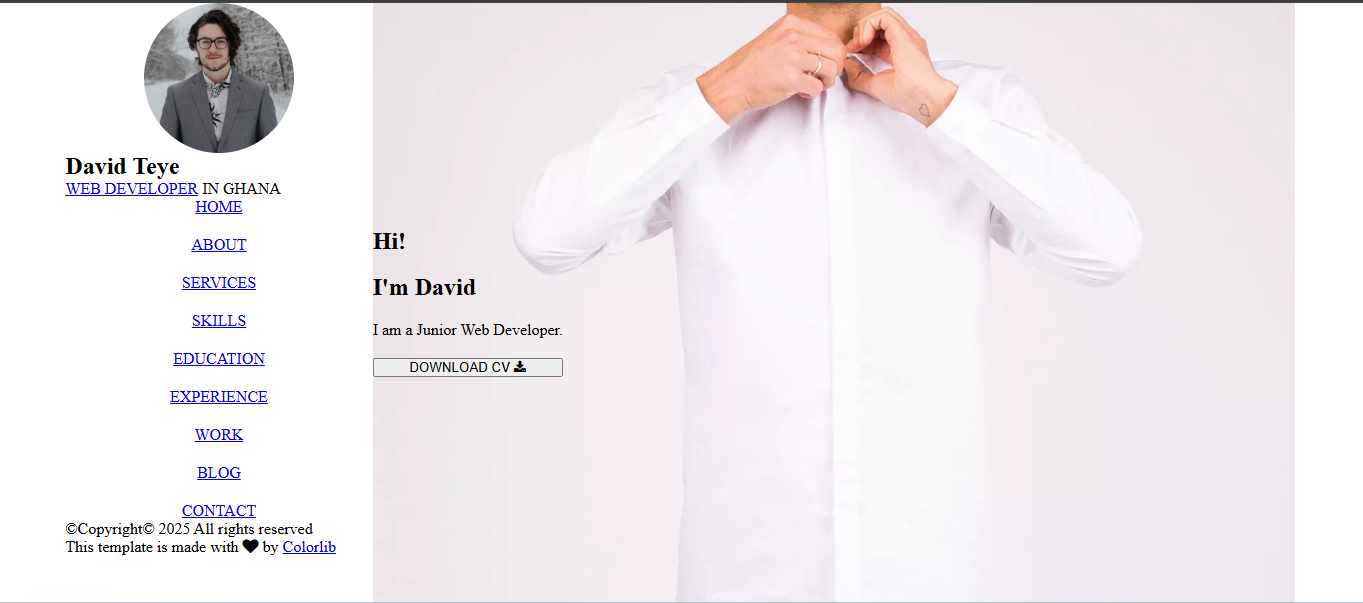 David Teye
WEB DEVELOPER IN GHANA
HOME
ABOUT
SERVICES
SKILLS
EDUCATION
EXPERIENCE
WORK
BLOG
CONTACT
©Copyright© 2025 All rights reserved
This template is made with by Colorlib
Hi!
I'm David
I am a Junior Web Developer.
DOWNLOAD CV